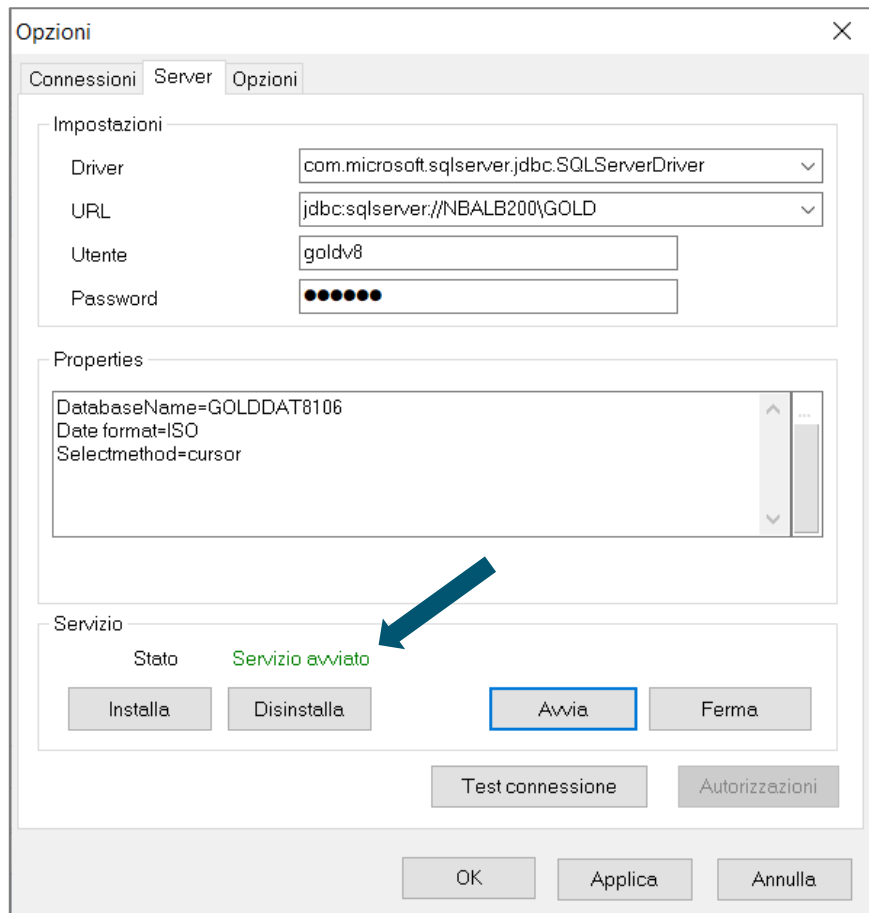 Opzioni
Connessioni Server Opzioni
Impostazioni
Driver com.microsoft.sqlserver.jdbc.SQLServerDriver
URL jdbc:sqlserver://NBALB200\GOLD
Utente goldv8
Password ●●●●●●
Properties
DatabaseName=GOLDDAT8106
Date format=ISO
Selectmethod=cursor
...
Servizio
Stato Servizio avviato
Installa Disinstalla Avvia Ferma
Test connessione Autorizzazioni
OK Applica Annulla